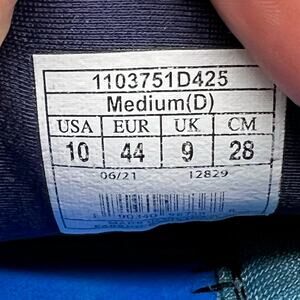 1103751D425
Medium(D)
USA EUR UK CM
10 44 9 28
06/21 12829